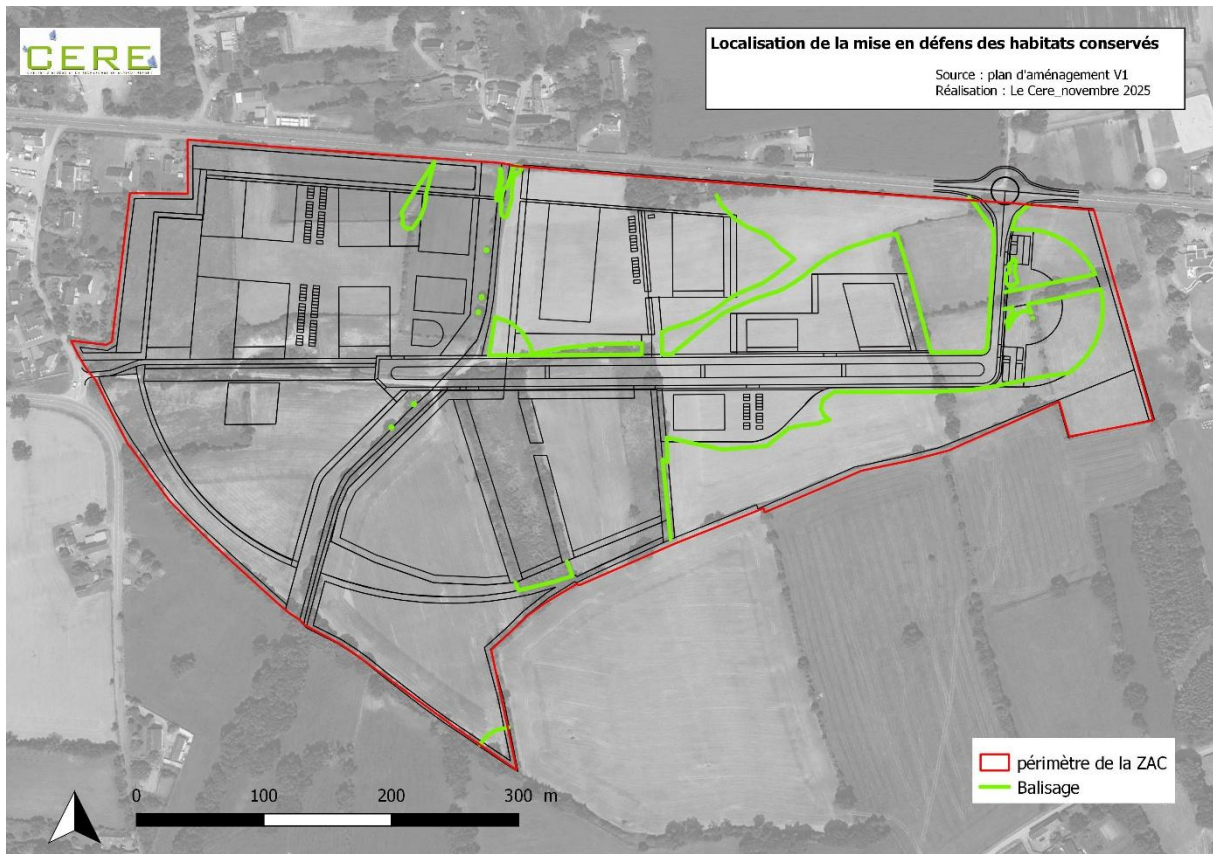 CERE
Localisation de la mise en défens des habitats conservés
Source : plan d'aménagement V1
Réalisation : Le Cere_novembre 2025
périmètre de la ZAC
Balisage
0 100 200 300 m